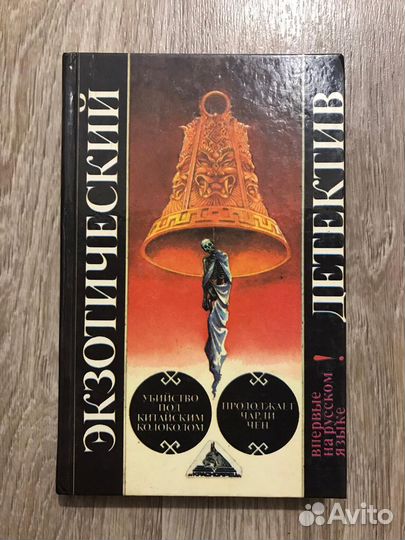 ЭКЗОТИЧЕСКИЙ
ДЕТЕКТИВ
УБИЙСТВО
ПОД
КИТАЙСКИМ
КОЛОКОЛОМ
ПРОДОЛЖАЕТ
ЧАРЛИ
ЧЕН
впервые
на русском
языке
!
Avito